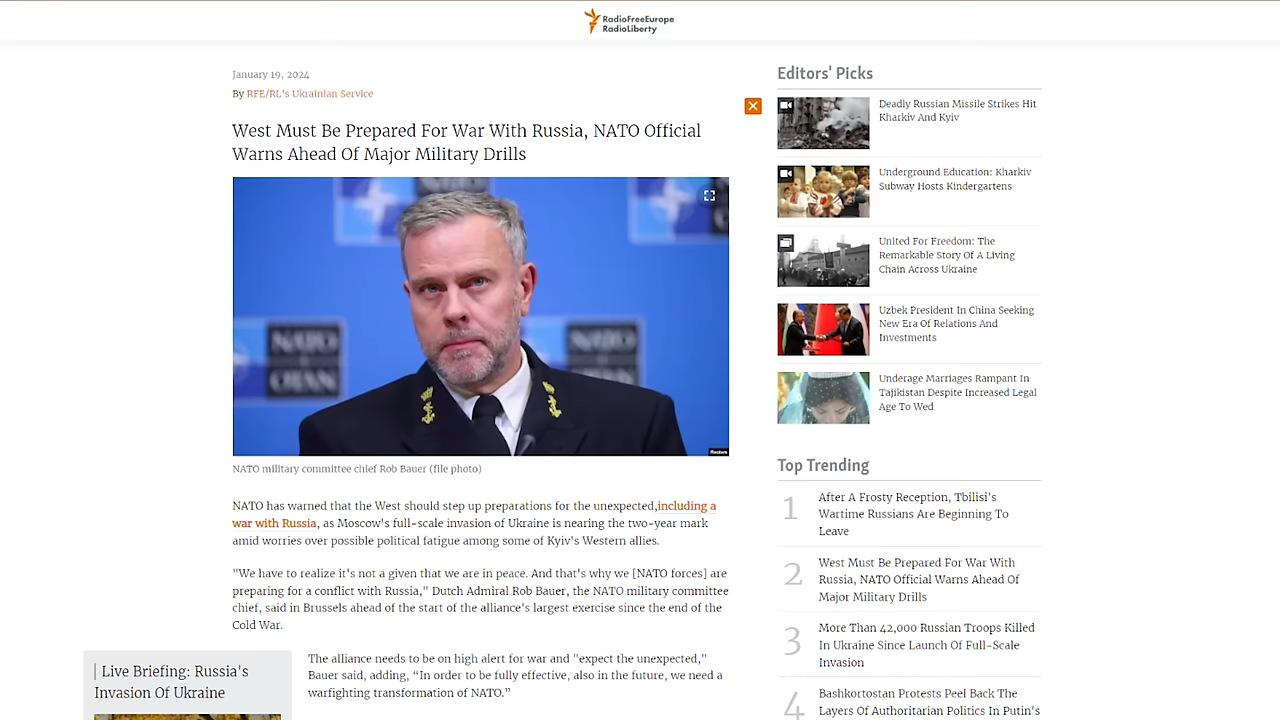 RadioFreeEurope
RadioLiberty
January 19, 2024
By RFE/RL's Ukrainian Service
West Must Be Prepared For War With Russia, NATO Official
Warns Ahead Of Major Military Drills
NATO
OTAN
NATO
OTAN
Reuters
NATO military committee chief Rob Bauer (file photo)
NATO has warned that the West should step up preparations for the unexpected,including a
war with Russia, as Moscow's full-scale invasion of Ukraine is nearing the two-year mark
amid worries over possible political fatigue among some of Kyiv's Western allies.
"We have to realize it's not a given that we are in peace. And that's why we [NATO forces] are
preparing for a conflict with Russia," Dutch Admiral Rob Bauer, the NATO military committee
chief, said in Brussels ahead of the start of the alliance's largest exercise since the end of the
Cold War.
Live Briefing: Russia's
Invasion Of Ukraine
The alliance needs to be on high alert for war and "expect the unexpected,"
Bauer said, adding, “In order to be fully effective, also in the future, we need a
warfighting transformation of NATO.”
Editors' Picks
Deadly Russian Missile Strikes Hit
Kharkiv And Kyiv
Underground Education: Kharkiv
Subway Hosts Kindergartens
United For Freedom: The
Remarkable Story Of A Living
Chain Across Ukraine
Uzbek President In China Seeking
New Era Of Relations And
Investments
Underage Marriages Rampant In
Tajikistan Despite Increased Legal
Age To Wed
Top Trending
1
After A Frosty Reception, Tbilisi's
Wartime Russians Are Beginning To
Leave
2
West Must Be Prepared For War With
Russia, NATO Official Warns Ahead Of
Major Military Drills
3
More Than 42,000 Russian Troops Killed
In Ukraine Since Launch Of Full-Scale
Invasion
4
Bashkortostan Protests Peel Back The
Layers Of Authoritarian Politics In Putin's